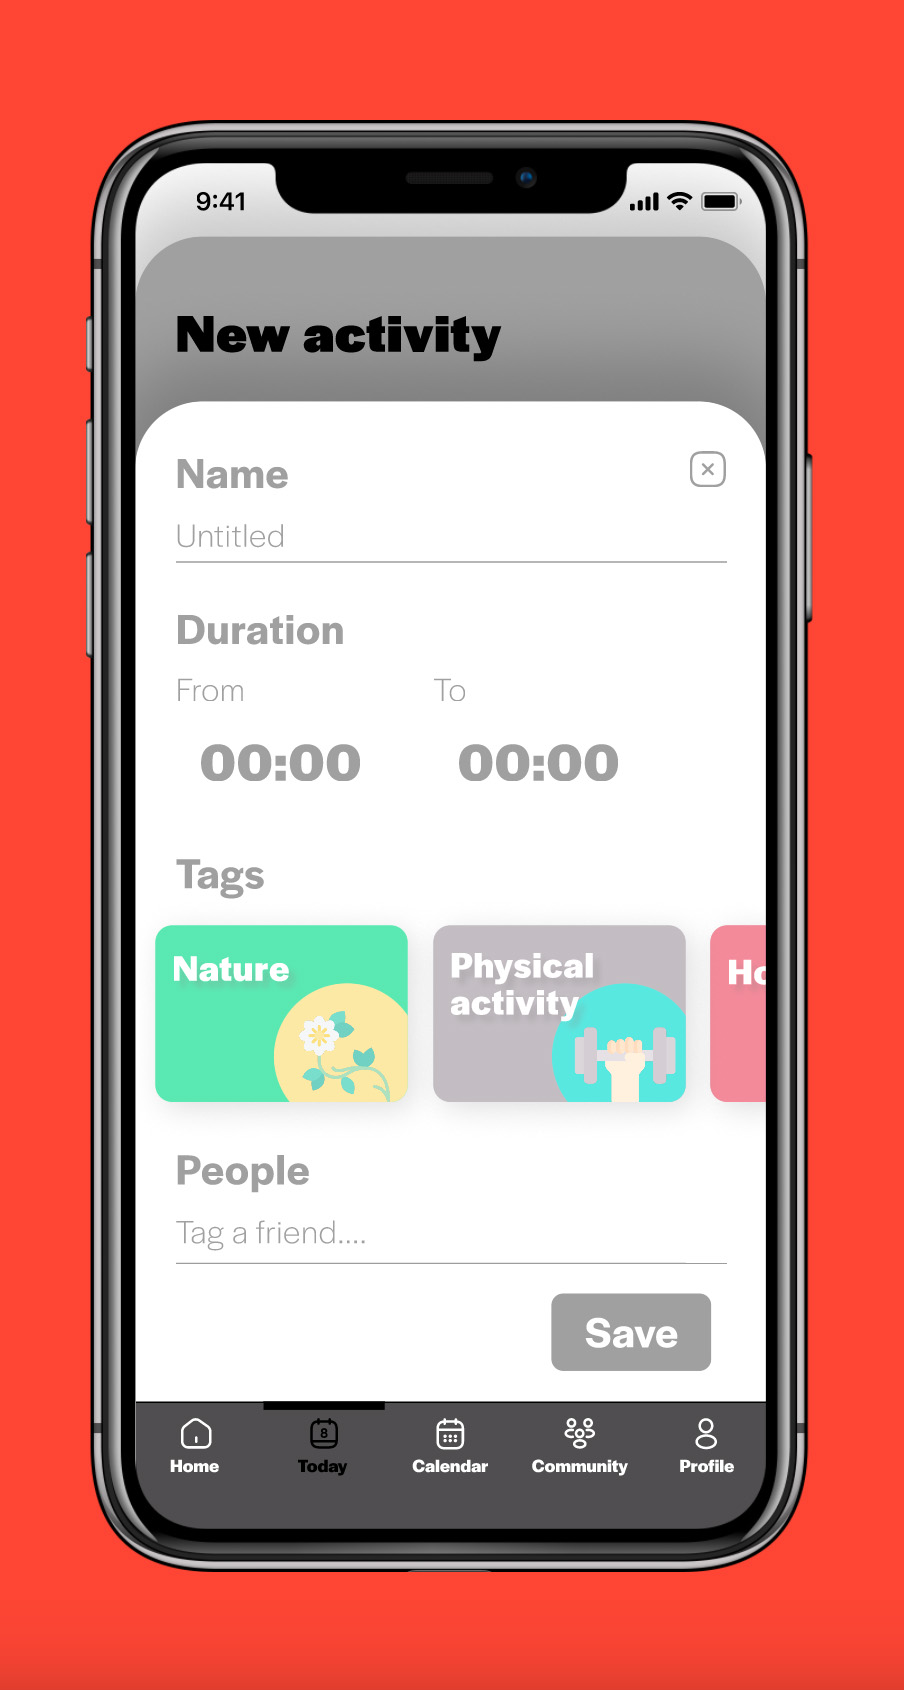 9:41
New activity
Name
Untitled
Duration
From To
00:00 00:00
Tags
Nature
Physical
activity
People
Tag a friend....
Save
8
Home Today Calendar Community Profile